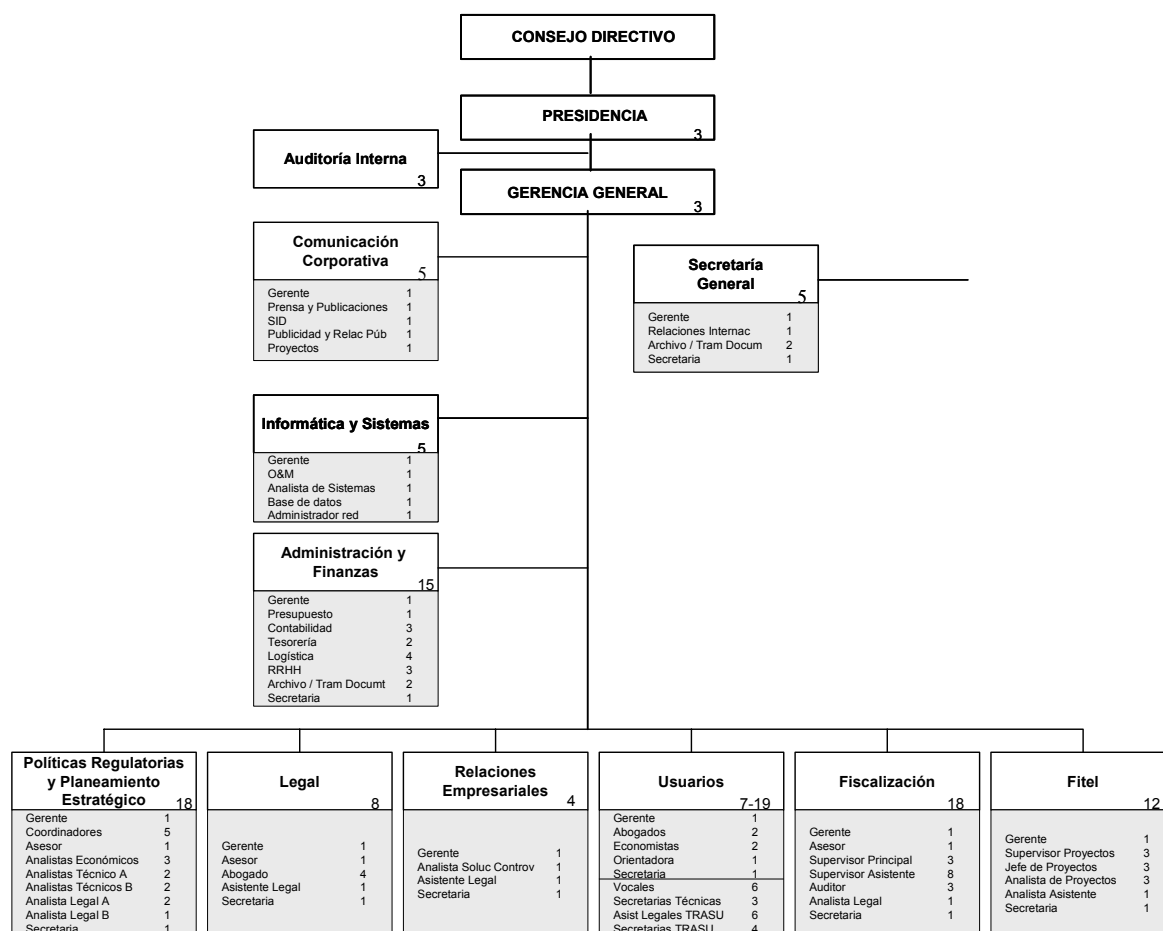 CONSEJO DIRECTIVO
PRESIDENCIA
3
Auditoría Interna
3
GERENCIA GENERAL
3
Comunicación
Corporativa
5
Gerente 1
Prensa y Publicaciones 1
SID 1
Publicidad y Relac Púb 1
Proyectos 1
Secretaría
General
5
Gerente 1
Relaciones Internac 1
Archivo / Tram Docum 2
Secretaria 1
Informática y Sistemas
5
Gerente 1
O&M 1
Analista de Sistemas 1
Base de datos 1
Administrador red 1
Administración y
Finanzas
15
Gerente 1
Presupuesto 1
Contabilidad 3
Tesorería 2
Logística 4
RRHH 3
Archivo / Tram Documt 2
Secretaria 1
Políticas Regulatorias
y Planeamiento
Estratégico 18
Gerente 1
Coordinadores 5
Asesor 1
Analistas Económicos 3
Analistas Técnico A 2
Analistas Técnicos B 2
Analista Legal A 2
Analista Legal B 1
Secretaria 1
Legal
8
Gerente 1
Asesor 1
Abogado 4
Asistente Legal 1
Secretaria 1
Relaciones
Empresariales
4
Gerente 1
Analista Soluc Controv 1
Asistente Legal 1
Secretaria 1
Usuarios
7-19
Gerente 1
Abogados 2
Economistas 2
Orientadora 1
Secretaria 1
Vocales 6
Secretarias Técnicas 3
Asist Legales TRASU 6
Secretarias TRASU 4
Fiscalización
18
Gerente 1
Asesor 1
Supervisor Principal 3
Supervisor Asistente 8
Auditor 3
Analista Legal 1
Secretaria 1
Fitel
12
Gerente 1
Supervisor Proyectos 3
Jefe de Proyectos 3
Analista de Proyectos 3
Analista Asistente 1
Secretaria 1